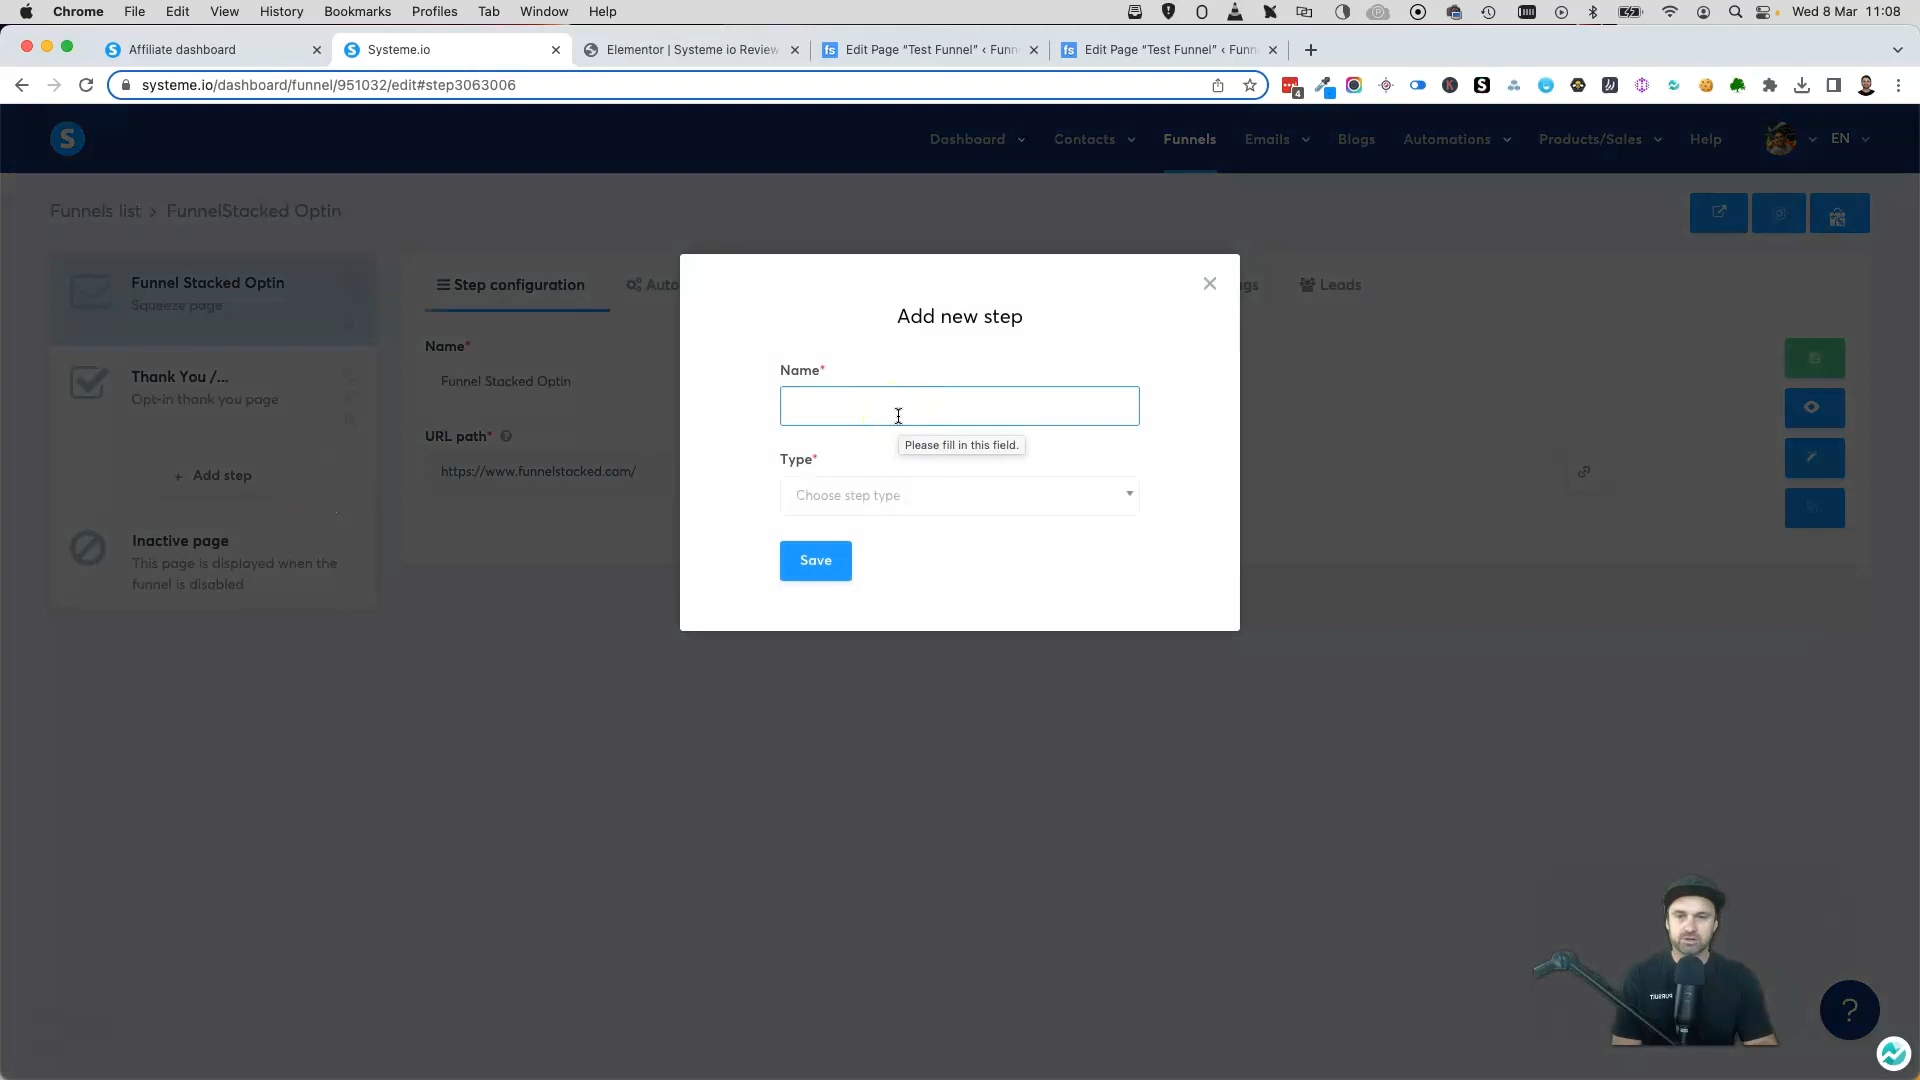 Chrome File Edit View History Bookmarks Profiles Tab Window Help Wed 8 Mar 11:08
Affiliate dashboard
Systeme.io
Elementor | Systeme io Review
Edit Page “Test Funnel” ‹ Funn
Edit Page “Test Funnel” ‹ Funn
systeme.io/dashboard/funnel/951032/edit#step3063006
4
S
Dashboard Contacts Funnels Emails Blogs Automations Products/Sales Help EN
Funnels list > FunnelStacked Optin
Funnel Stacked Optin
Squeeze page
Thank You /...
Opt-in thank you page
+ Add step
Inactive page
This page is displayed when the
funnel is disabled
Step configuration
Auto
gs
Leads
Name*
Funnel Stacked Optin
URL path*
https://www.funnelstacked.com/
Add new step
Name*
Please fill in this field.
Type*
Choose step type
Save
?